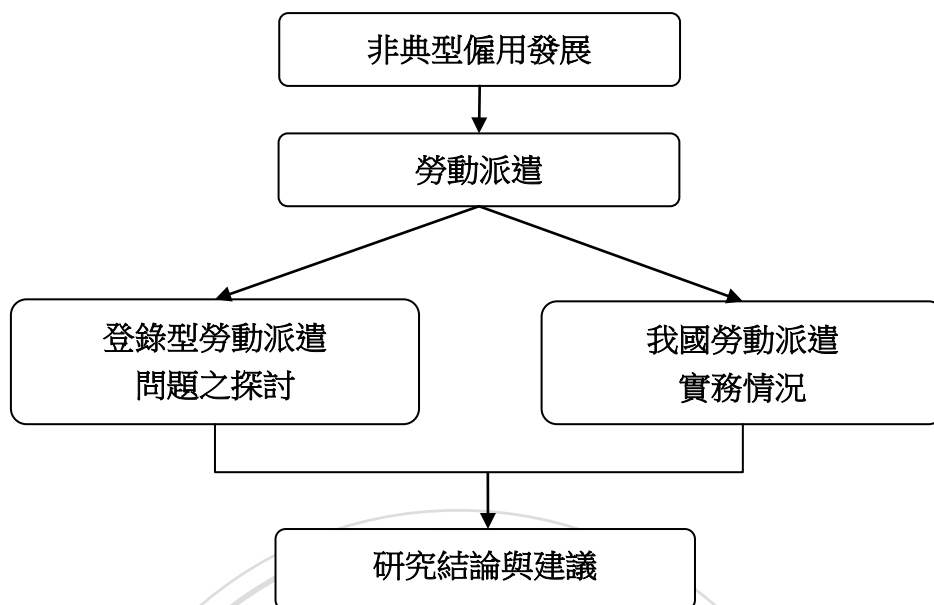 非典型僱用發展
勞動派遣
登錄型勞動派遣
問題之探討
我國勞動派遣
實務情況
研究結論與建議